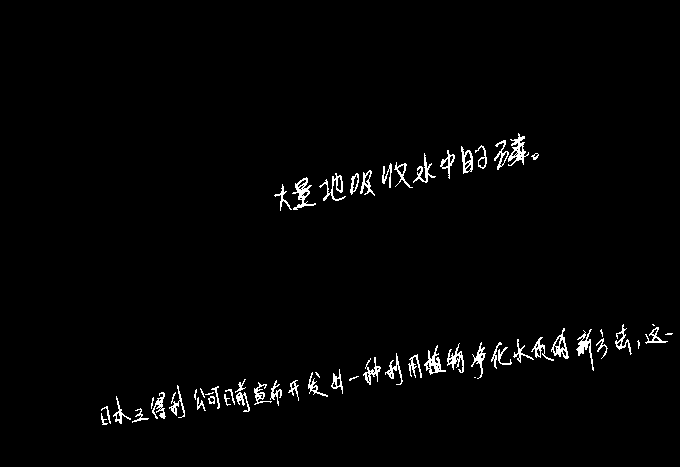 大量地吸收水中的磷。
日本三得利公司日前宣布开发出一种利用植物净化水质的新方法,这一